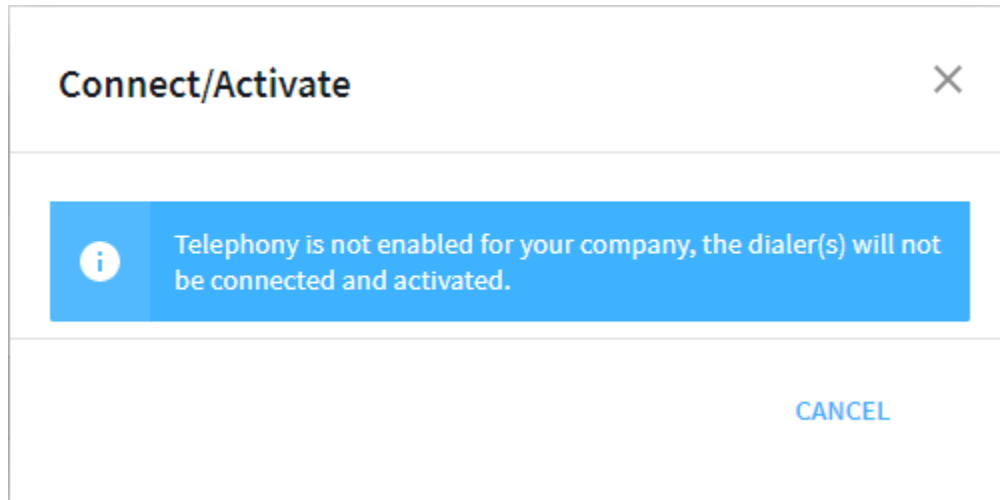 Connect/Activate
Telephony is not enabled for your company, the dialer(s) will not
be connected and activated.
CANCEL